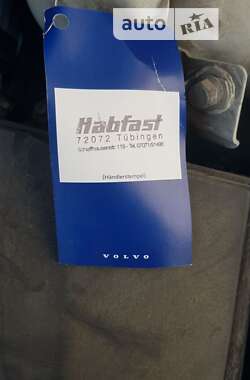 auto RIA
Habfast
72072 Tübingen
(Händlerstempel)
VOLVO